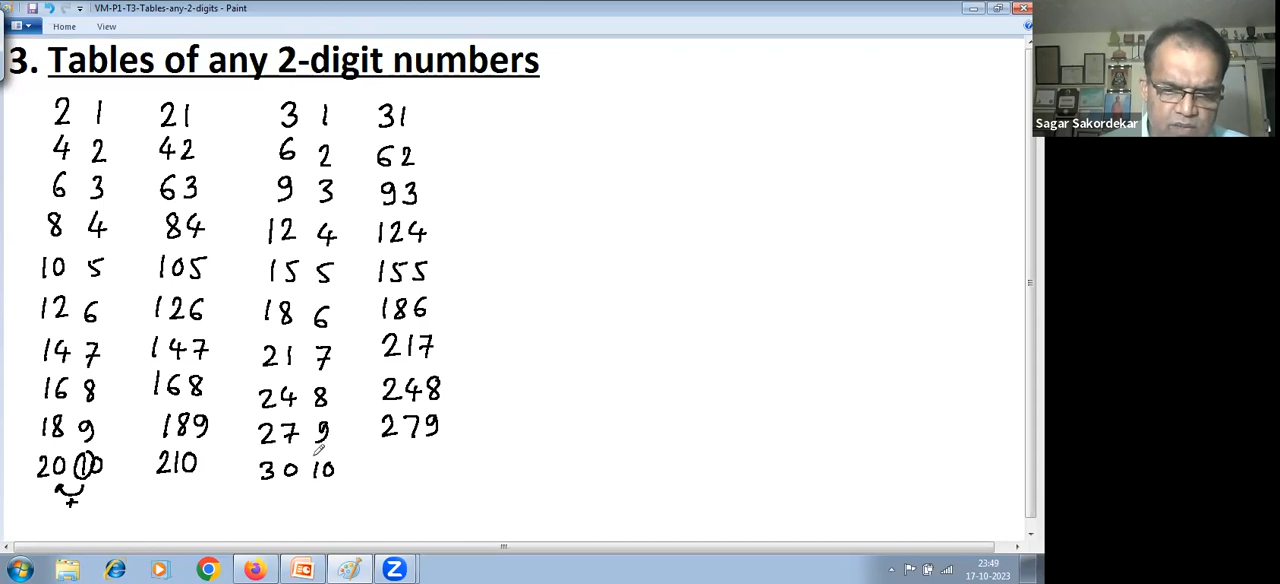 VM-P1-T3-Tables-any-2-digits - Paint
Home View
3. Tables of any 2-digit numbers
Sagar Sakordekar
2 1 21 3 1 31
4 2 42 6 2 62
6 3 63 9 3 93
8 4 84 12 4 124
10 5 105 15 5 155
12 6 126 18 6 186
14 7 147 21 7 217
16 8 168 24 8 248
18 9 189 27 9 279
20 10 210 30 10
+
23:49
17-10-2023